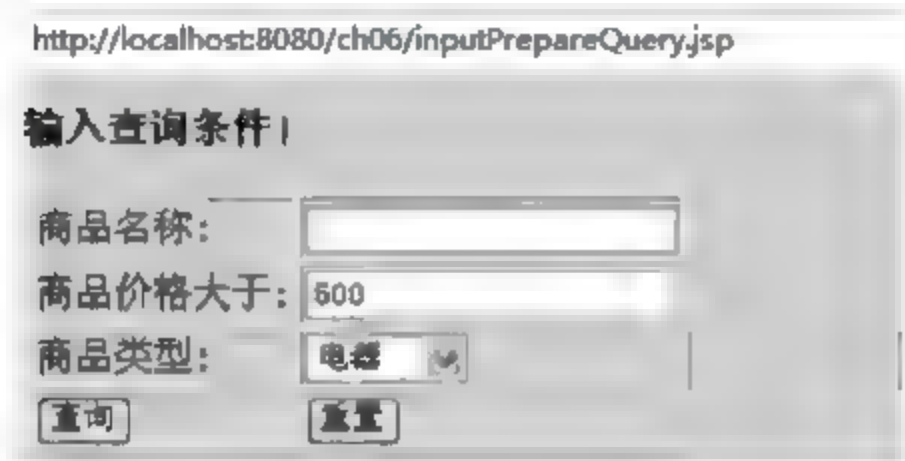 http://localhost:8080/ch06/inputPrepareQuery.jsp
输入查询条件：
商品名称：
商品价格大于： 500
商品类型： 电器
查询 重置